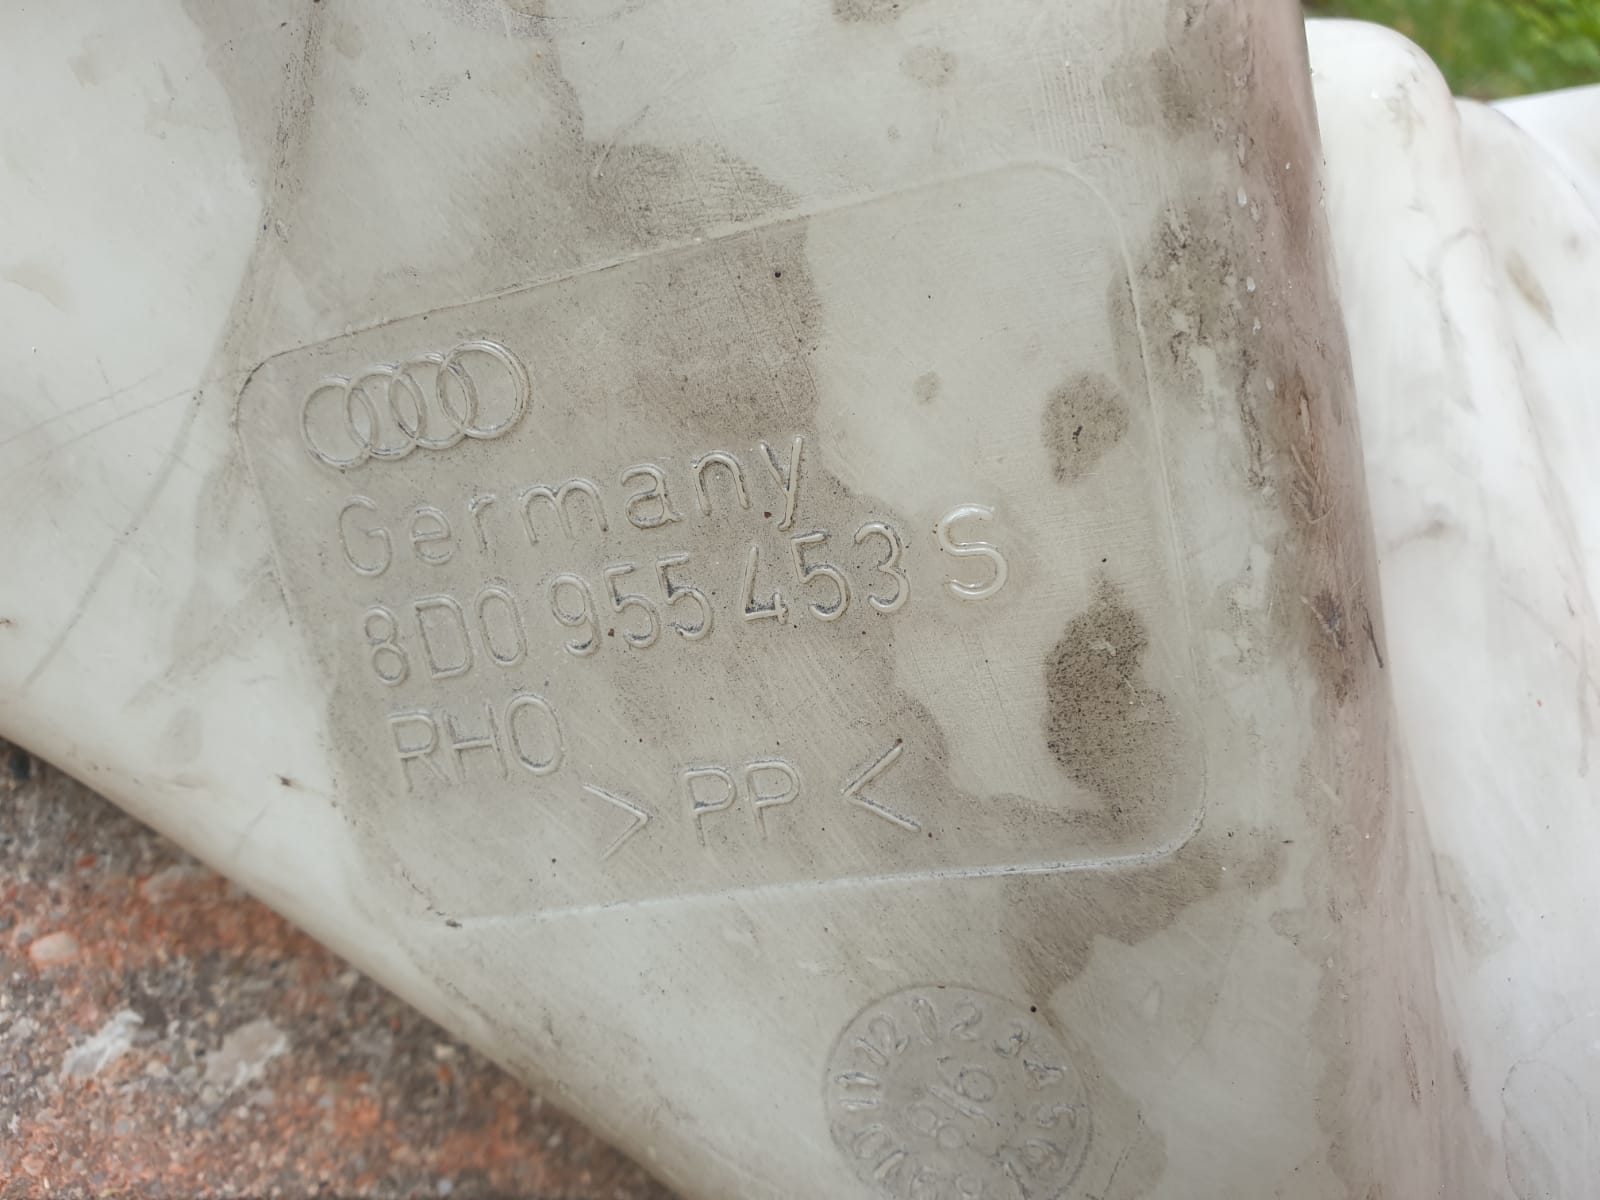 Germany
8D0 955 453 S
RHO
> PP <